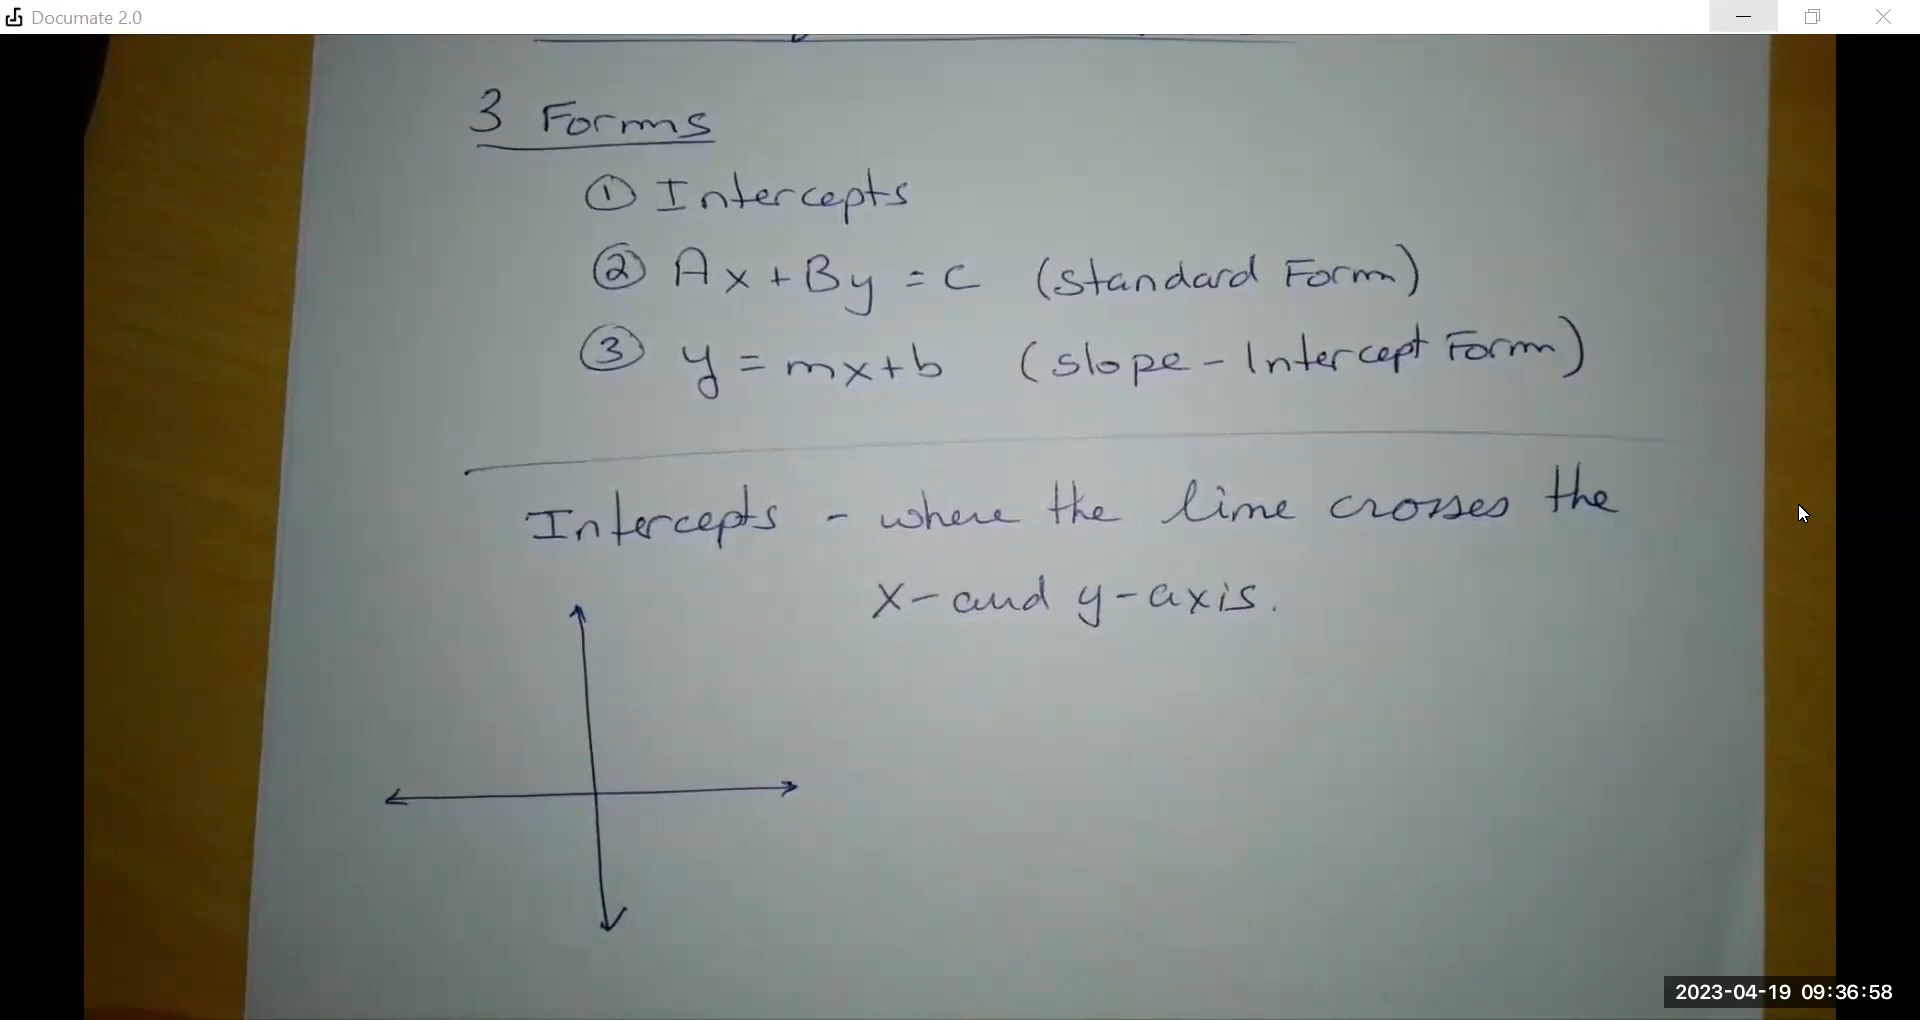 Documate 2.0
3 Forms
① Intercepts
② Ax + By = C (Standard Form)
③ y = mx + b (slope - Intercept Form)
Intercepts - where the line crosses the
x- and y-axis.
2023-04-19 09:36:58